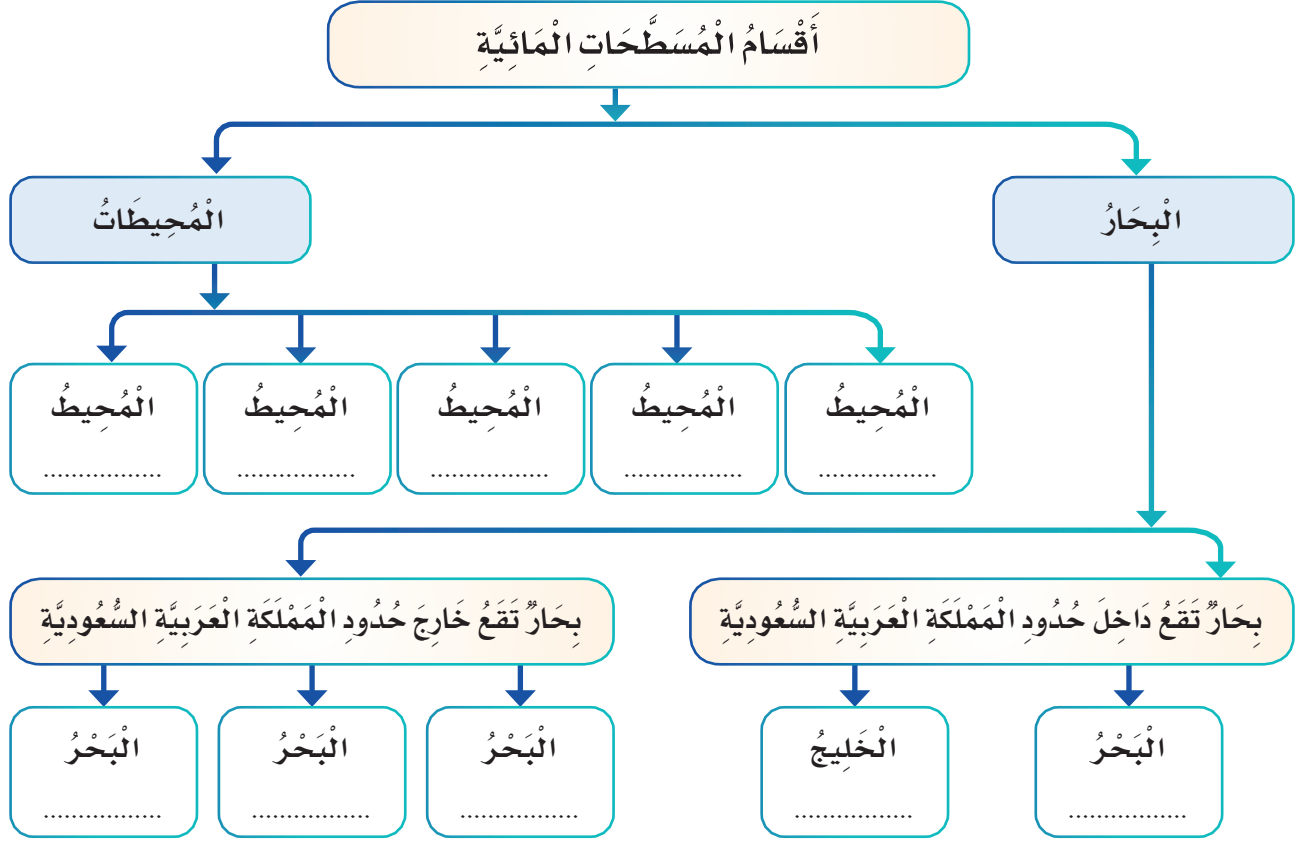 أَقْسَامُ الْمُسَطَّحَاتِ الْمَائِيَّةِ
الْبِحَارُ
الْمُحِيطَاتُ
الْمُحِيطُ
.................
الْمُحِيطُ
.................
الْمُحِيطُ
.................
الْمُحِيطُ
.................
الْمُحِيطُ
.................
بِحَارٌ تَقَعُ دَاخِلَ حُدُودِ الْمَمْلَكَةِ الْعَرَبِيَّةِ السُّعُودِيَّةِ
بِحَارٌ تَقَعُ خَارِجَ حُدُودِ الْمَمْلَكَةِ الْعَرَبِيَّةِ السُّعُودِيَّةِ
الْبَحْرُ
.................
الْخَلِيجُ
.................
الْبَحْرُ
.................
الْبَحْرُ
.................
الْبَحْرُ
.................